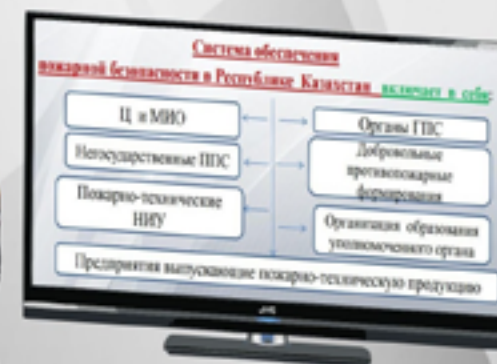 Система обеспечения
пожарной безопасности в Республике Казахстан включает в себя:
Ц и МИО
Органы ГПС
Негосударственные ППС
Добровольные
противопожарные
формирования
Пожарно-технические
НИУ
Организации образования
уполномоченного органа
Предприятия выпускающие пожарно-техническую продукцию
JVC